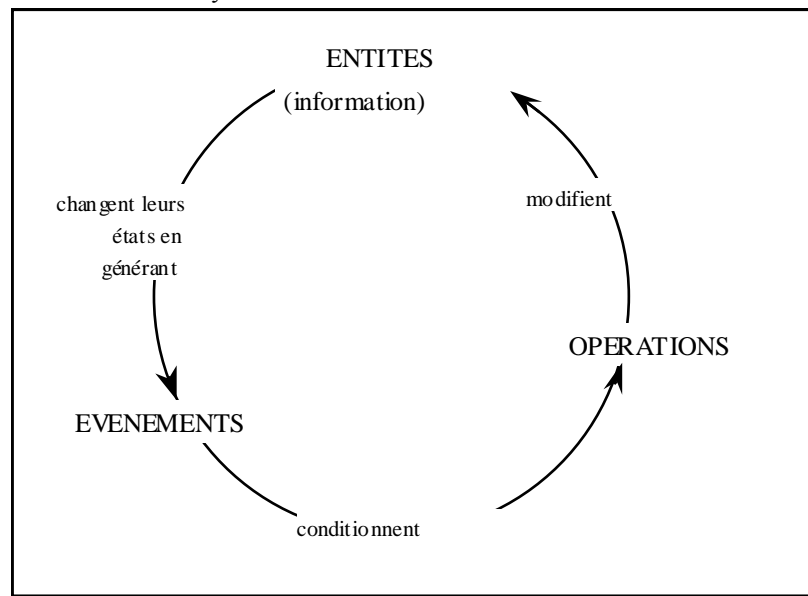 ENTITES
(information)
changent leurs
états en
générant
modifient
OPERATIONS
EVENEMENTS
conditionnent